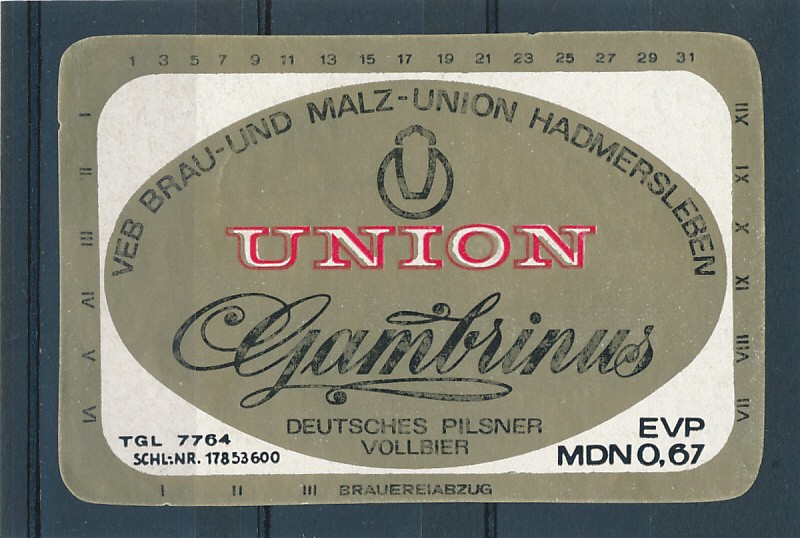 1 3 5 7 9 11 13 15 17 19 21 23 25 27 29 31
VEB BRAU-UND MALZ-UNION HADMERSLEBEN
UNION
Gambrinus
DEUTSCHES PILSNER
VOLLBIER
TGL 7764
SCHL:NR. 17853600
EVP
MDN 0,67
I
II
III
IV
V
VI
XII
IX
X
XI
VIII
VII
I II III BRAUEREIABZUG